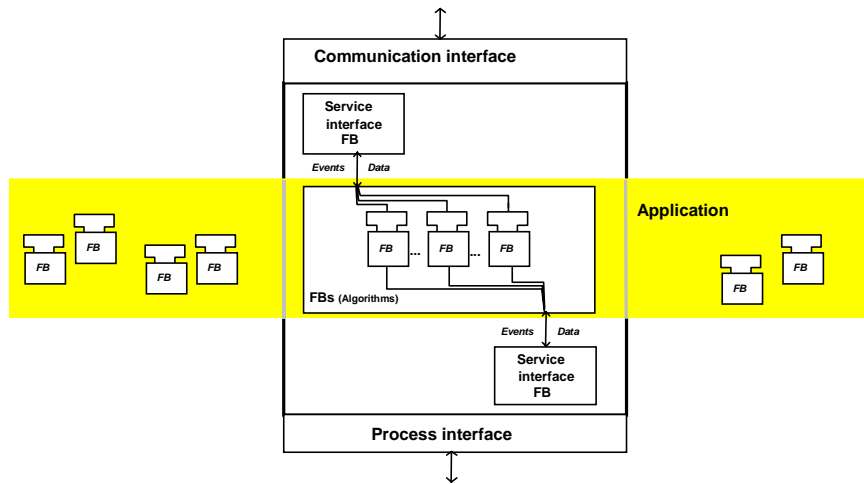 Communication interface
Service
interface
FB
Events Data
Application
FB
FB
FB
FB
FB ... FB ... FB
FB
FB
FBs (Algorithms)
Events Data
Service
interface
FB
Process interface